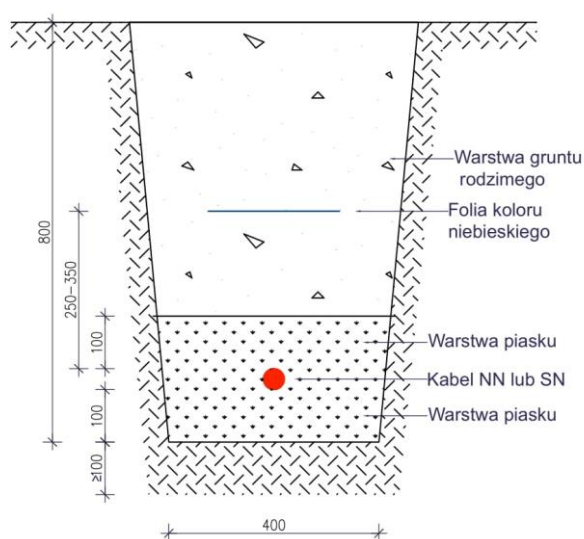 Warstwa gruntu
rodzimego
Folia koloru
niebieskiego
800
250-350
100
Warstwa piasku
Kabel NN lub SN
100
Warstwa piasku
≥100
400